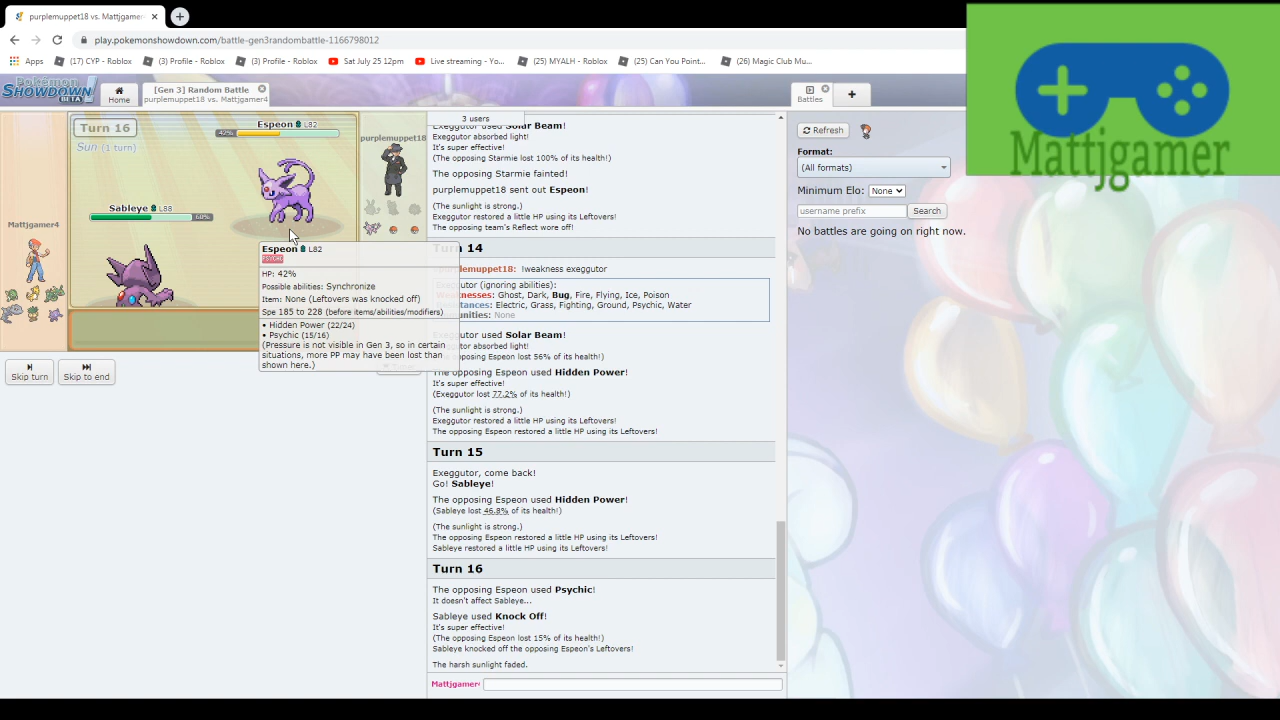 purplemuppet18 vs. Mattjgamer
play.pokemonshowdown.com/battle-gen3randombattle-1166798012
Apps (17) CYP - Roblox (3) Profile - Roblox (3) Profile - Roblox Sat July 25 12pm Live streaming - Yo... (25) MYALH - Roblox (25) Can You Point... (26) Magic Club Mu...
Mattjgamer
Pokémon
SHOWDOWN
BETA
Home
[Gen 3] Random Battle
purplemuppet18 vs. Mattjgamer4
Battles
Turn 16
Sun (1 turn)
Espeon L82
42%
Sableye L88
60%
purplemuppet18
Mattjgamer4
Espeon L82
PSYCHC
HP: 42%
Possible abilities: Synchronize
Item: None (Leftovers was knocked off)
Spe 185 to 228 (before items/abilities/modifiers)
• Hidden Power (22/24)
• Psychic (15/16)
(Pressure is not visible in Gen 3, so in certain
situations, more PP may have been lost than
shown here.)
Skip turn
Skip to end
3 users
Exeggutor used Solar Beam!
Exeggutor absorbed light!
It's super effective!
(The opposing Starmie lost 100% of its health!)
The opposing Starmie fainted!
purplemuppet18 sent out Espeon!
(The sunlight is strong.)
Exeggutor restored a little HP using its Leftovers!
The opposing team's Reflect wore off!
Turn 14
!weakness exeggutor
(ignoring abilities):
Ghost, Dark, Bug, Fire, Flying, Ice, Poison
Electric, Grass, Fighting, Ground, Psychic, Water
None
Exeggutor used Solar Beam!
absorbed light!
opposing Espeon lost 56% of its health!)
The opposing Espeon used Hidden Power!
It's super effective!
(Exeggutor lost 77.2% of its health!)
(The sunlight is strong.)
Exeggutor restored a little HP using its Leftovers!
The opposing Espeon restored a little HP using its Leftovers!
Turn 15
Exeggutor, come back!
Go! Sableye!
The opposing Espeon used Hidden Power!
(Sableye lost 46.8% of its health!)
(The sunlight is strong.)
The opposing Espeon restored a little HP using its Leftovers!
Sableye restored a little HP using its Leftovers!
Turn 16
The opposing Espeon used Psychic!
It doesn't affect Sableye...
Sableye used Knock Off!
It's super effective!
(The opposing Espeon lost 15% of its health!)
Sableye knocked off the opposing Espeon's Leftovers!
The harsh sunlight faded.
Mattjgamer
Refresh
Format:
(All formats)
Minimum Elo: None
username prefix Search
No battles are going on right now.